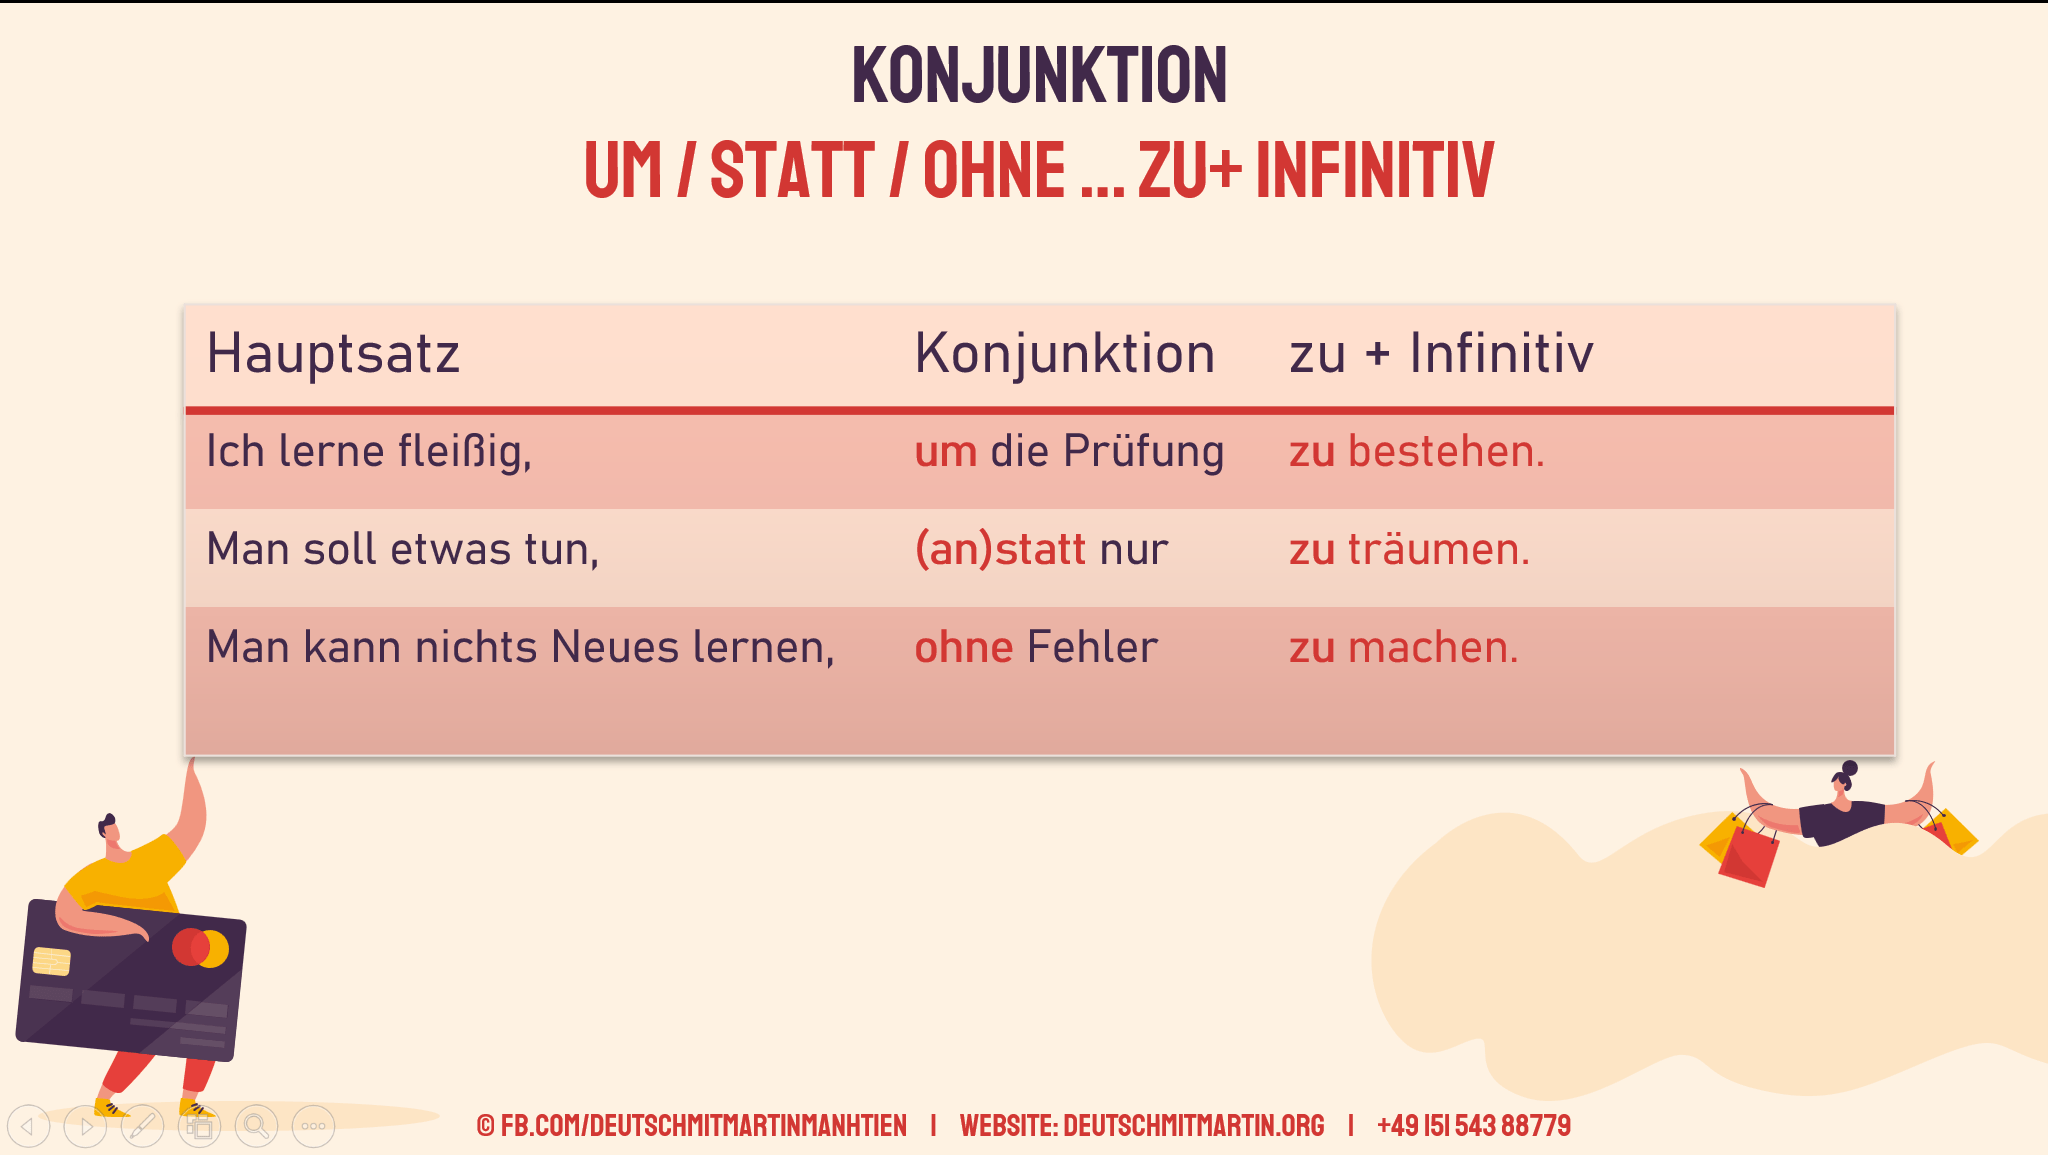 KONJUNKTION
UM / STATT / OHNE ... ZU+ INFINITIV
Hauptsatz Konjunktion zu + Infinitiv
Ich lerne fleißig, um die Prüfung zu bestehen.
Man soll etwas tun, (an)statt nur zu träumen.
Man kann nichts Neues lernen, ohne Fehler zu machen.
© FB.COM/DEUTSCHMITMARTINMANHTIEN | WEBSITE: DEUTSCHMITMARTIN.ORG | +49 151 543 88779